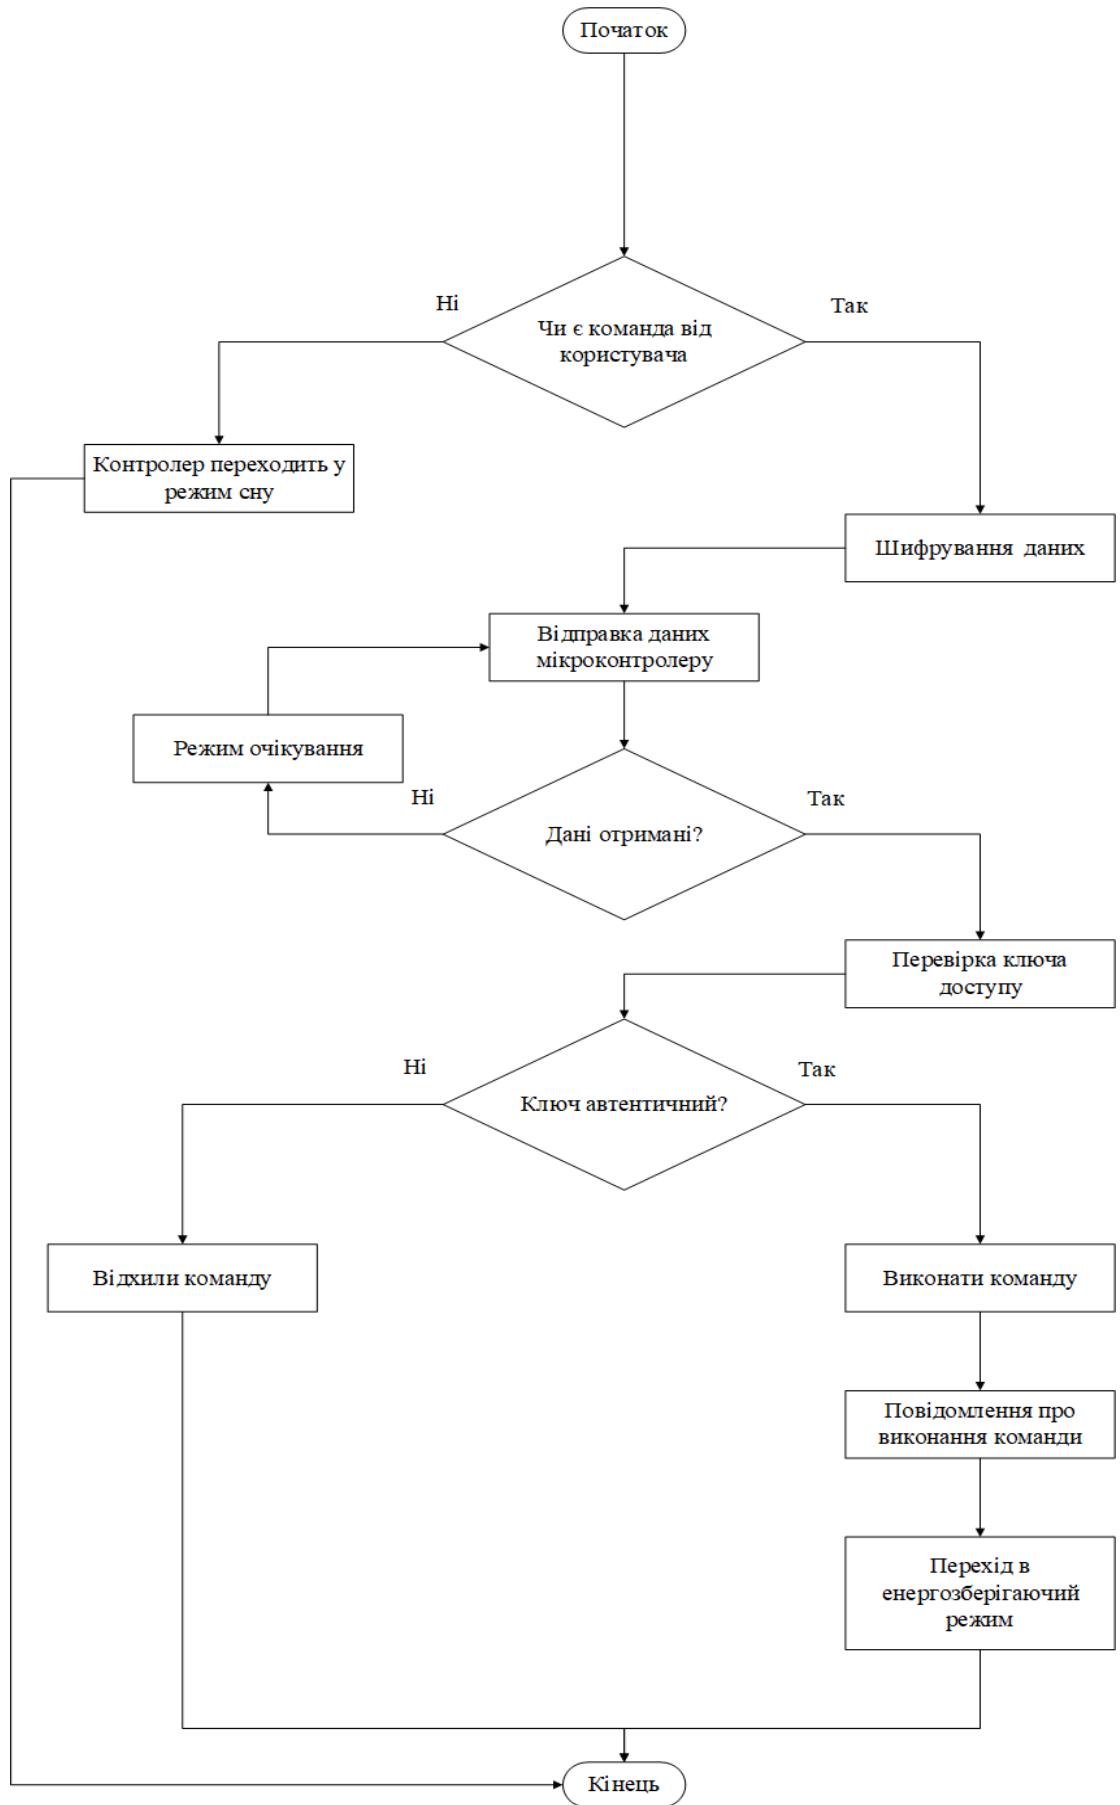 Початок
Ні
Так
Чи є команда від
користувача
Контролер переходить у
режим сну
Шифрування даних
Відправка даних
мікроконтролеру
Режим очікування
Ні
Так
Дані отримані?
Перевірка ключа
доступу
Ні
Так
Ключ автентичний?
Відхили команду
Виконати команду
Повідомлення про
виконання команди
Перехід в
енергозберігаючий
режим
Кінець